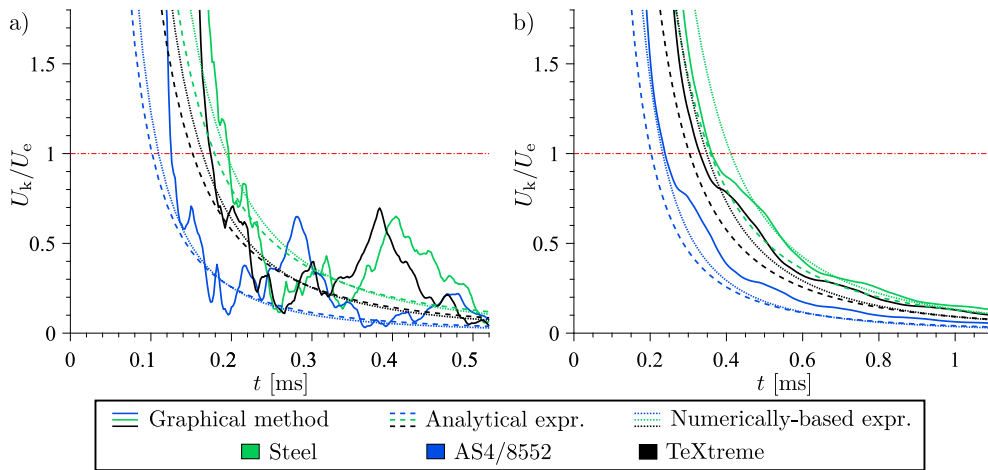 a)
b)
1.5
1
0.5
0
U_k/U_e
0 0.1 0.2 0.3 0.4 0.5
t [ms]
1.5
1
0.5
0
U_k/U_e
0 0.2 0.4 0.6 0.8 1
t [ms]
Graphical method Analytical expr. Numerically-based expr.
Steel AS4/8552 TeXtreme